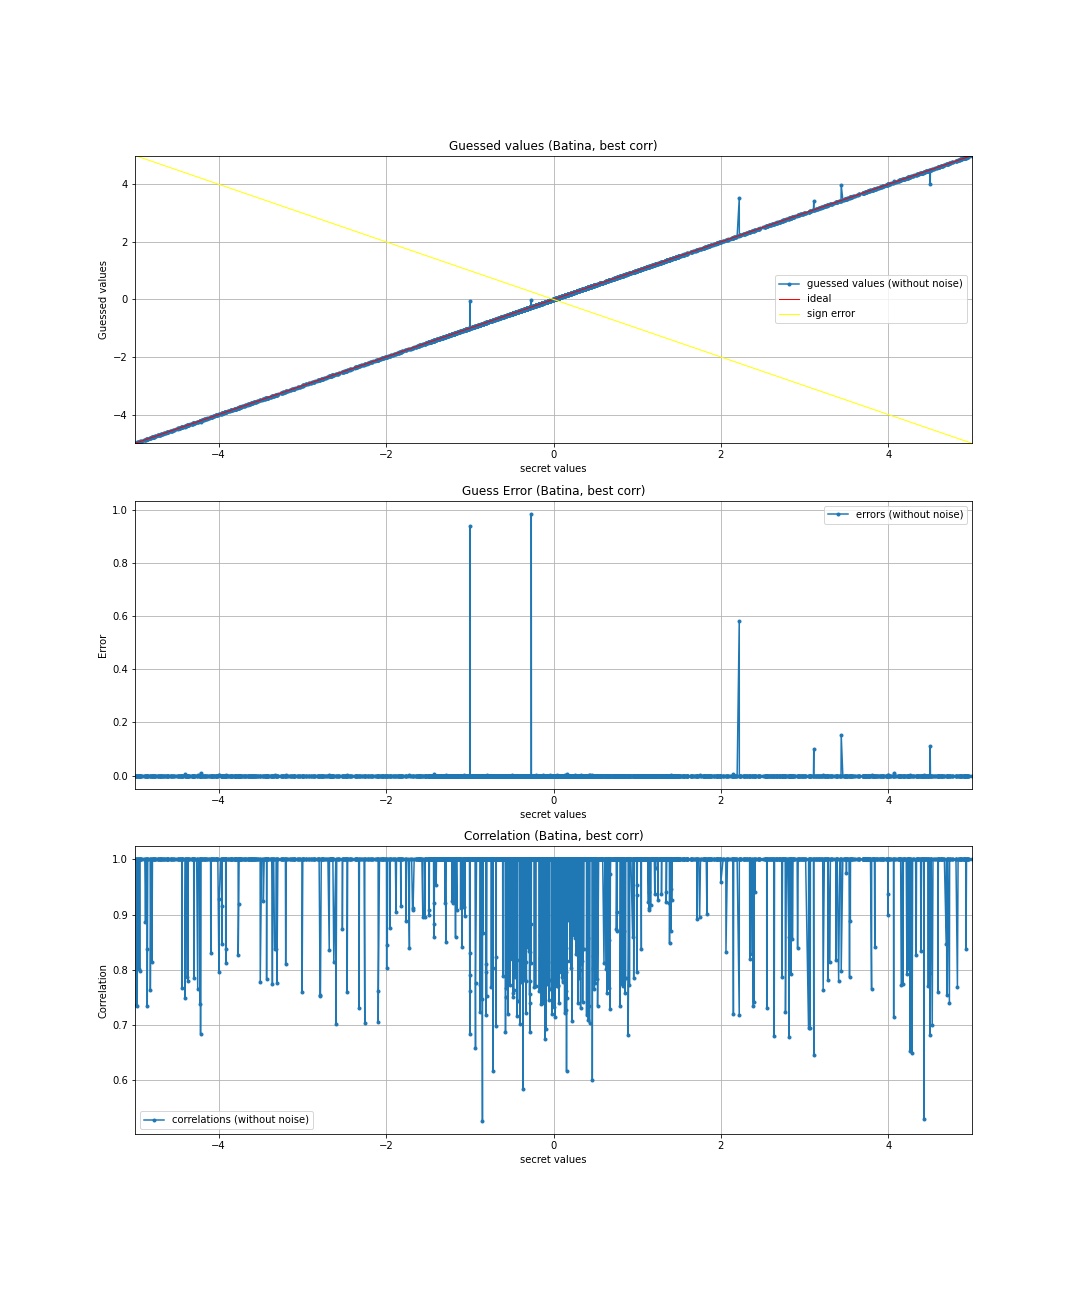 Guessed values (Batina, best corr)
4
2
0
−2
−4
Guessed values
guessed values (without noise)
ideal
sign error
−4 −2 0 2 4
secret values
Guess Error (Batina, best corr)
1.0
0.8
0.6
0.4
0.2
0.0
Error
errors (without noise)
−4 −2 0 2 4
secret values
Correlation (Batina, best corr)
1.0
0.9
0.8
0.7
0.6
Correlation
correlations (without noise)
−4 −2 0 2 4
secret values